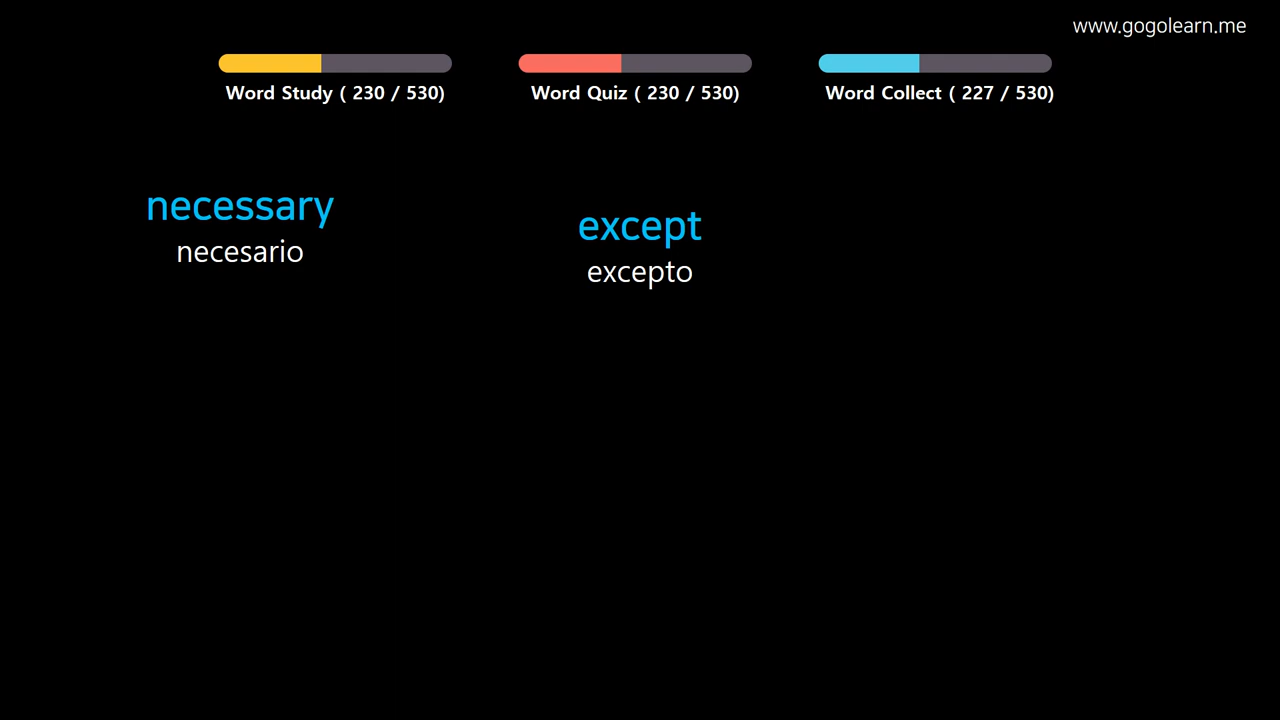 www.gogolearn.me
Word Study ( 230 / 530)
Word Quiz ( 230 / 530)
Word Collect ( 227 / 530)
necessary
necesario
except
excepto